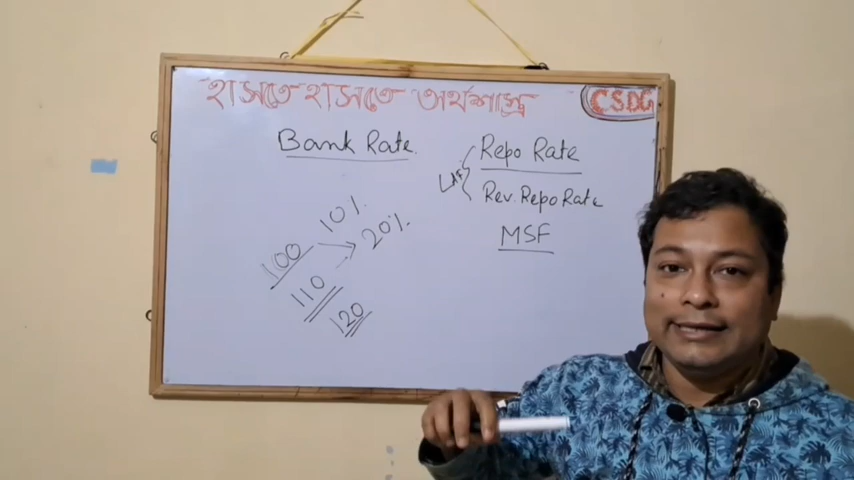 হাসতে হাসতে অর্থশাস্ত্র
CSDG
Bank Rate
Repo Rate
LAF
Rev. Repo Rate
MSF
10%
100 → 20%
110
120